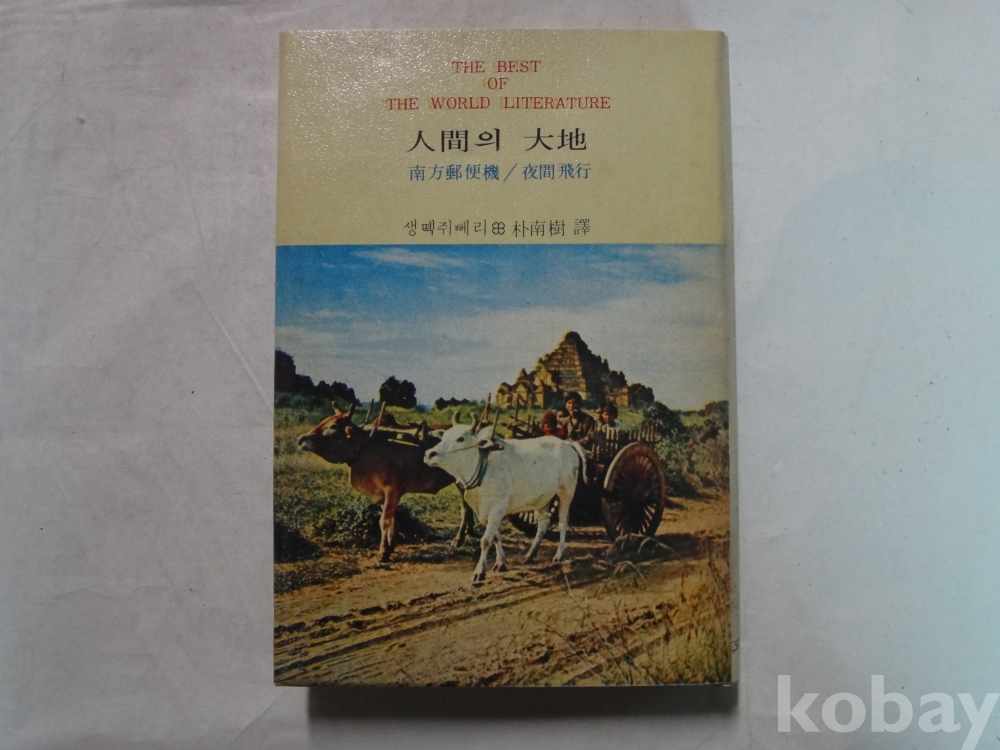 THE BEST
OF
THE WORLD LITERATURE
人間의 大地
南方郵便機/夜間飛行
생떽쥐뻬리 朴南樹 譯
kobay